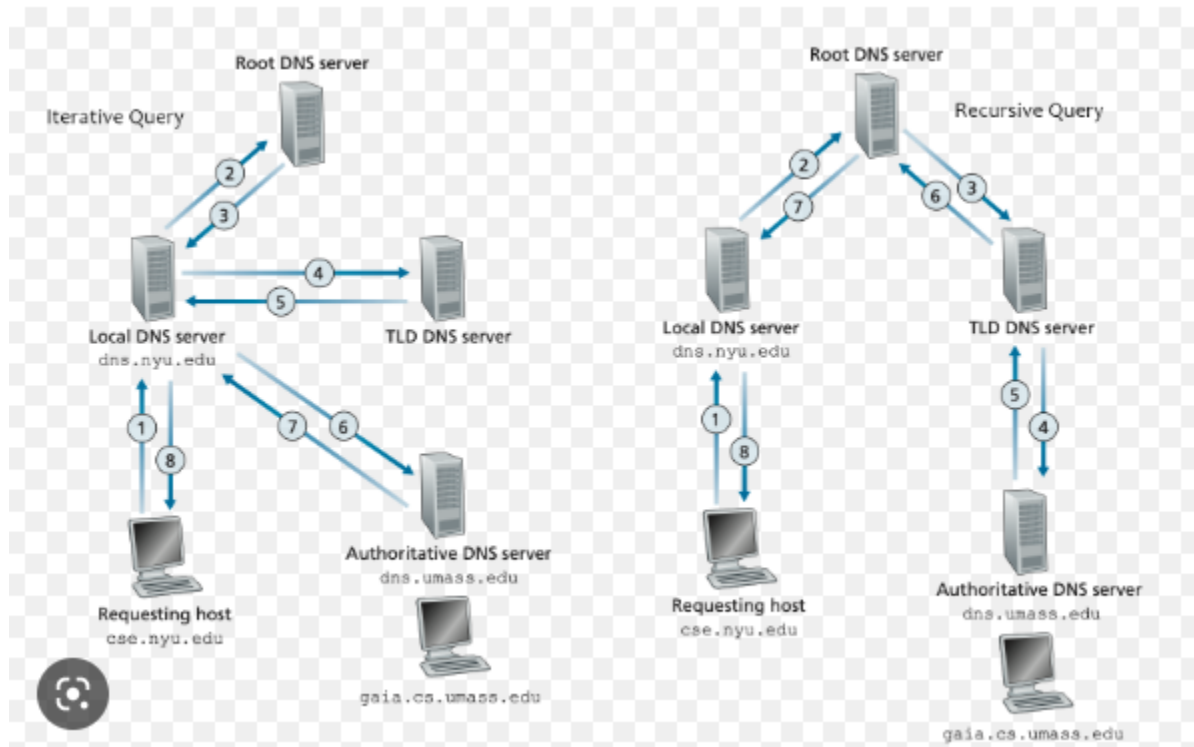 Root DNS server
Iterative Query
2
3
4
5
Local DNS server
dns.nyu.edu
TLD DNS server
1
8
7
6
Authoritative DNS server
dns.umass.edu
Requesting host
cse.nyu.edu
gaia.cs.umass.edu
Root DNS server
Recursive Query
2
7
6
3
Local DNS server
dns.nyu.edu
TLD DNS server
1
8
5
4
Authoritative DNS server
dns.umass.edu
Requesting host
cse.nyu.edu
gaia.cs.umass.edu